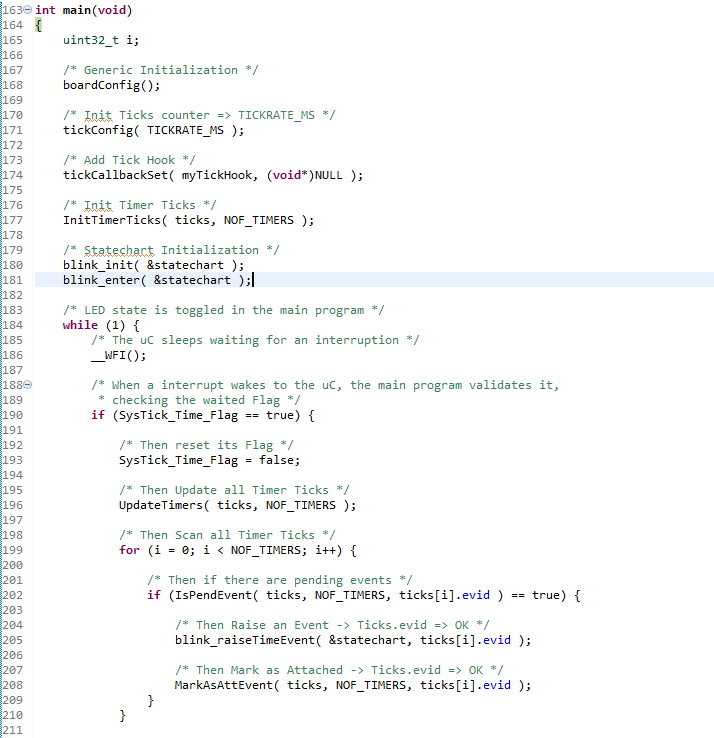 163 int main(void)
164 {
165     uint32_t i;
166
167     /* Generic Initialization */
168     boardConfig();
169
170     /* Init Ticks counter => TICKRATE_MS */
171     tickConfig( TICKRATE_MS );
172
173     /* Add Tick Hook */
174     tickCallbackSet( myTickHook, (void*)NULL );
175
176     /* Init Timer Ticks */
177     InitTimerTicks( ticks, NOF_TIMERS );
178
179     /* Statechart Initialization */
180     blink_init( &statechart );
181     blink_enter( &statechart );
182
183     /* LED state is toggled in the main program */
184     while (1) {
185         /* The uC sleeps waiting for an interruption */
186         __WFI();
187
188         /* When a interrupt wakes to the uC, the main program validates it,
189          * checking the waited Flag */
190         if (SysTick_Time_Flag == true) {
191
192             /* Then reset its Flag */
193             SysTick_Time_Flag = false;
194
195             /* Then Update all Timer Ticks */
196             UpdateTimers( ticks, NOF_TIMERS );
197
198             /* Then Scan all Timer Ticks */
199             for (i = 0; i < NOF_TIMERS; i++) {
200
201                 /* Then if there are pending events */
202                 if (IsPendEvent( ticks, NOF_TIMERS, ticks[i].evid ) == true) {
203
204                     /* Then Raise an Event -> Ticks.evid => OK */
205                     blink_raiseTimeEvent( &statechart, ticks[i].evid );
206
207                     /* Then Mark as Attached -> Ticks.evid => OK */
208                     MarkAsAttEvent( ticks, NOF_TIMERS, ticks[i].evid );
209                 }
210             }
211